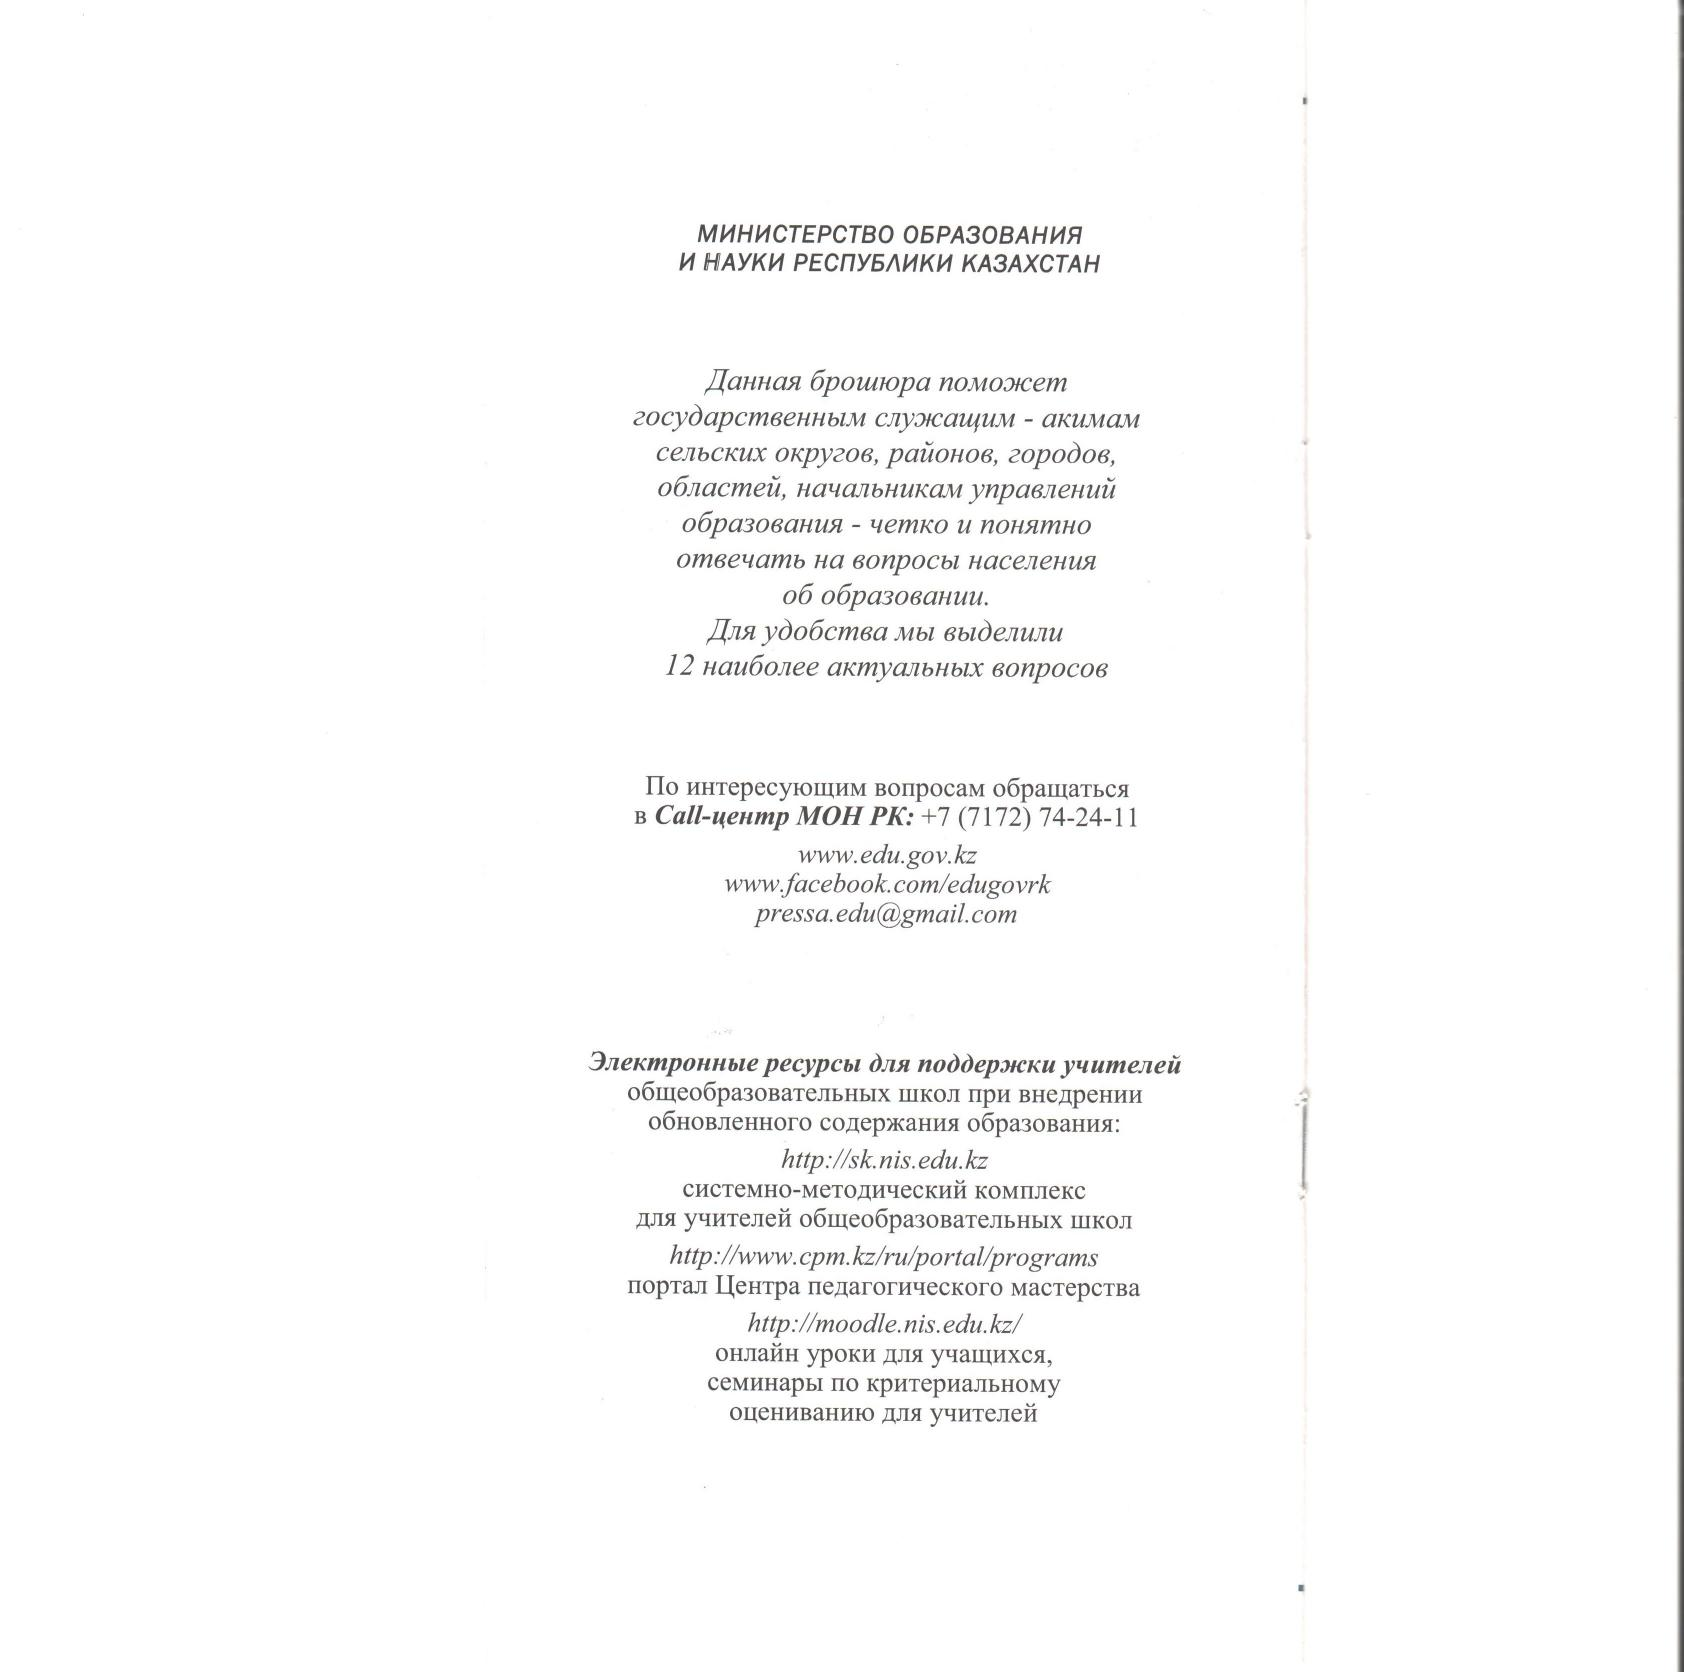 МИНИСТЕРСТВО ОБРАЗОВАНИЯ
И НАУКИ РЕСПУБЛИКИ КАЗАХСТАН
Данная брошюра поможет
государственным служащим - акимам
сельских округов, районов, городов,
областей, начальникам управлений
образования - четко и понятно
отвечать на вопросы населения
об образовании.
Для удобства мы выделили
12 наиболее актуальных вопросов
По интересующим вопросам обращаться
в Call-центр МОН РК: +7 (7172) 74-24-11
www.edu.gov.kz
www.facebook.com/edugovrk
pressa.edu@gmail.com
Электронные ресурсы для поддержки учителей
общеобразовательных школ при внедрении
обновленного содержания образования:
http://sk.nis.edu.kz
системно-методический комплекс
для учителей общеобразовательных школ
http://www.cpm.kz/ru/portal/programs
портал Центра педагогического мастерства
http://moodle.nis.edu.kz/
онлайн уроки для учащихся,
семинары по критериальному
оцениванию для учителей